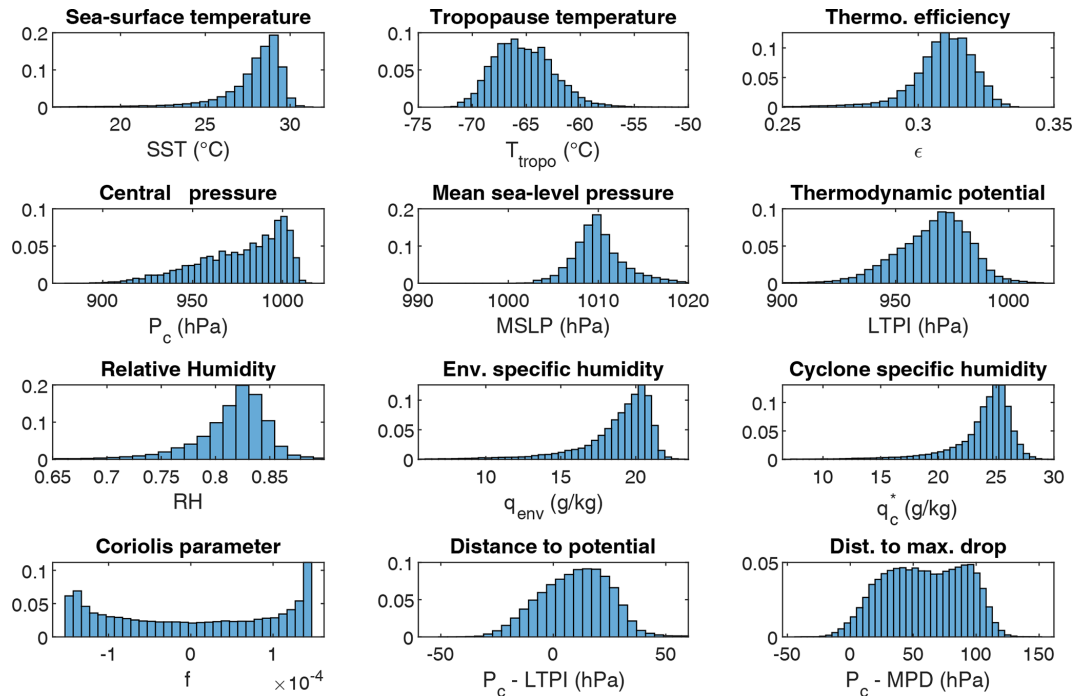 Sea-surface temperature
Tropopause temperature
Thermo. efficiency
0.2
0.1
0
20 25 30
SST (°C)
0.1
0.05
0
-75 -70 -65 -60 -55 -50
T_tropo (°C)
0.1
0.05
0
0.25 0.3 0.35
ϵ
Central pressure
Mean sea-level pressure
Thermodynamic potential
0.1
0.05
0
900 950 1000
P_c (hPa)
0.2
0.1
0
990 1000 1010 1020
MSLP (hPa)
0.1
0.05
0
900 950 1000
LTPI (hPa)
Relative Humidity
Env. specific humidity
Cyclone specific humidity
0.2
0.1
0
0.65 0.7 0.75 0.8 0.85
RH
0.1
0.05
0
10 15 20
q_env (g/kg)
0.1
0.05
0
10 15 20 25 30
q_c^* (g/kg)
Coriolis parameter
Distance to potential
Dist. to max. drop
0.1
0.05
0
-1 0 1
×10^-4
f
0.1
0.05
0
-50 0 50
P_c - LTPI (hPa)
0.05
0
-50 0 50 100 150
P_c - MPD (hPa)